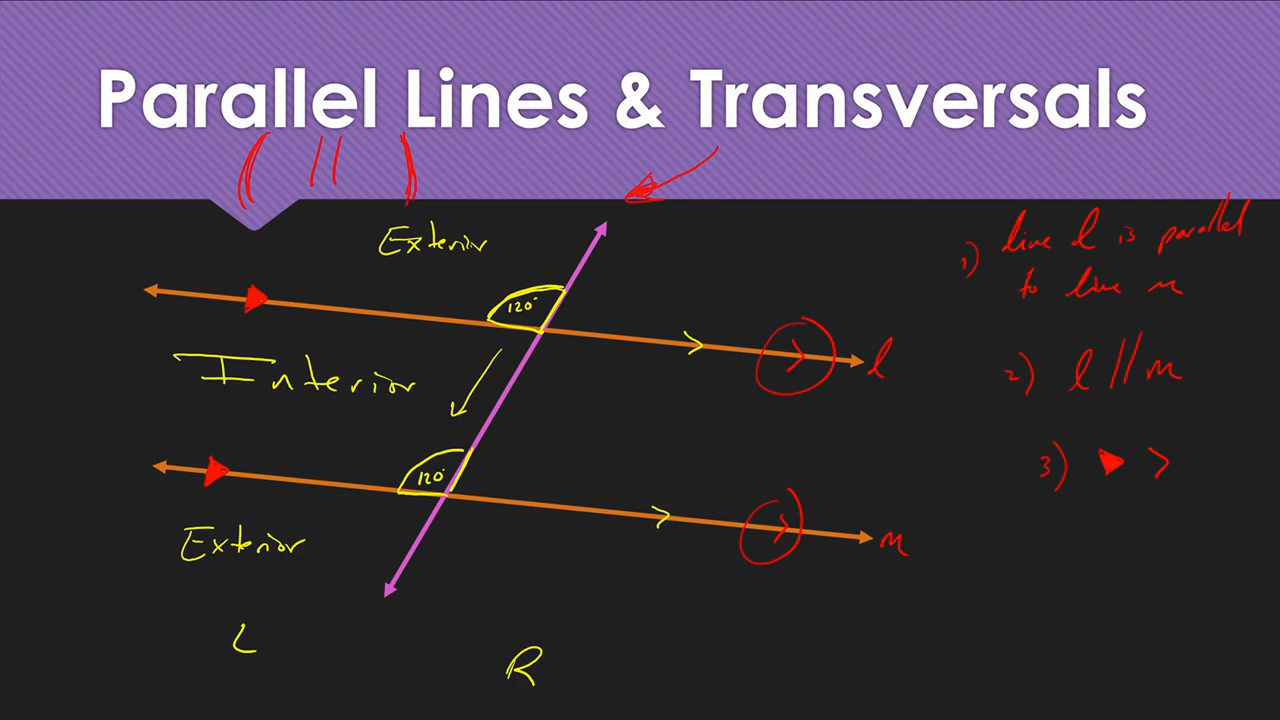 Parallel Lines & Transversals
( || )
Exterior
120°
l
Interior
120°
m
Exterior
L
R
1) line l is parallel
to line m
2) l // m
3) ▶ >